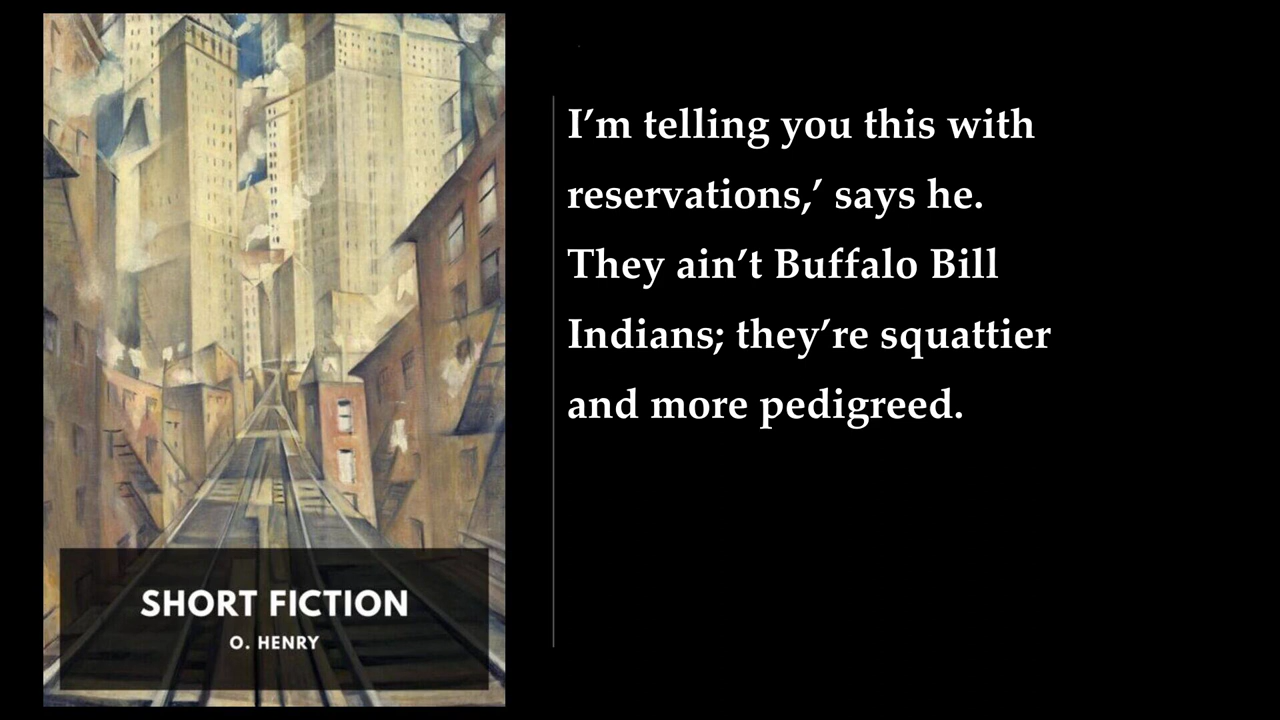 SHORT FICTION
O. HENRY
I’m telling you this with
reservations,’ says he.
They ain’t Buffalo Bill
Indians; they’re squattier
and more pedigreed.